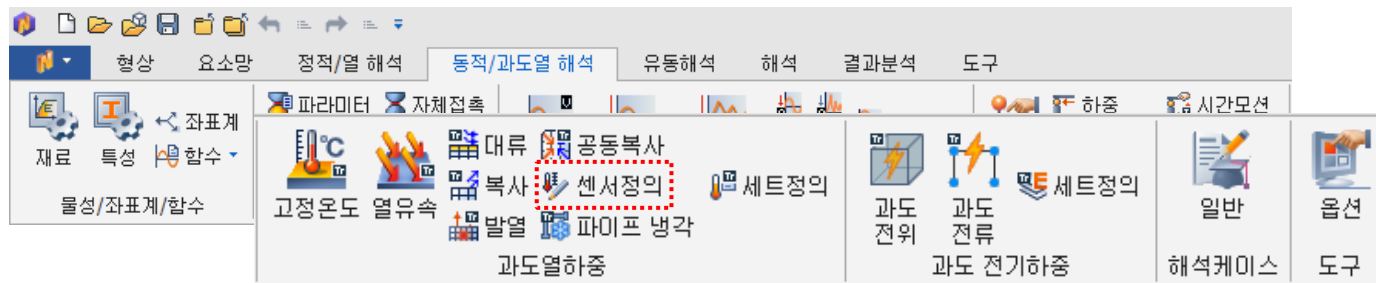 형상 요소망 정적/열 해석 동적/과도열 해석 유동해석 해석 결과분석 도구
재료
특성
좌표계
함수
물성/좌표계/함수
파라미터 자체접촉
하중 시간모션
고정온도
열유속
대류 공동복사
복사 센서정의 세트정의
발열 파이프 냉각
과도열하중
과도
전위
과도
전류
세트정의
과도 전기하중
일반
해석케이스
옵션
도구